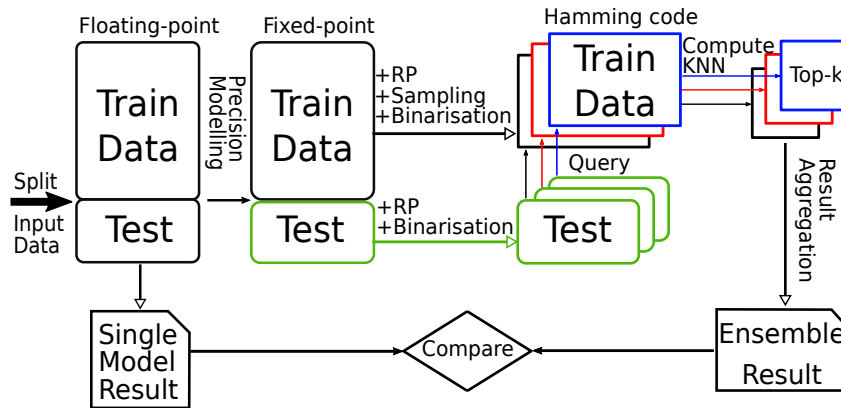 Floating-point
Fixed-point
Hamming code
Train
Data
Precision
Modelling
Train
Data
+RP
+Sampling
+Binarisation
Train
Data
Compute
KNN
Top-k
Split
Input
Data
Test
Test
+RP
+Binarisation
Query
Test
Result
Aggregation
Single
Model
Result
Compare
Ensemble
Result